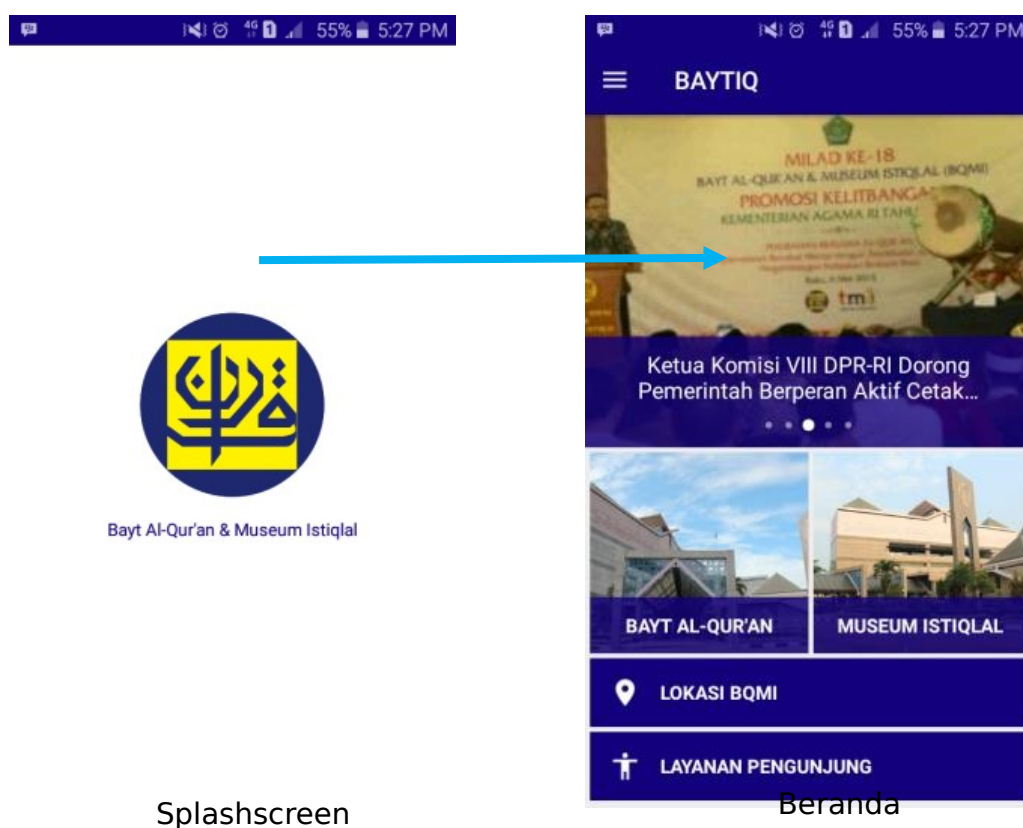 55% 5:27 PM
Bayt Al-Qur'an & Museum Istiqlal
Splashscreen
55% 5:27 PM
BAYTIQ
MILAD KE-18
BAYT AL-QUR'AN & MUSEUM ISTIQLAL (BQMI)
PROMOSI KELITBANGAN
KEMENTERIAN AGAMA RI TAHU
tmii
Ketua Komisi VIII DPR-RI Dorong
Pemerintah Berperan Aktif Cetak...
BAYT AL-QUR'AN
MUSEUM ISTIQLAL
LOKASI BQMI
LAYANAN PENGUNJUNG
Beranda